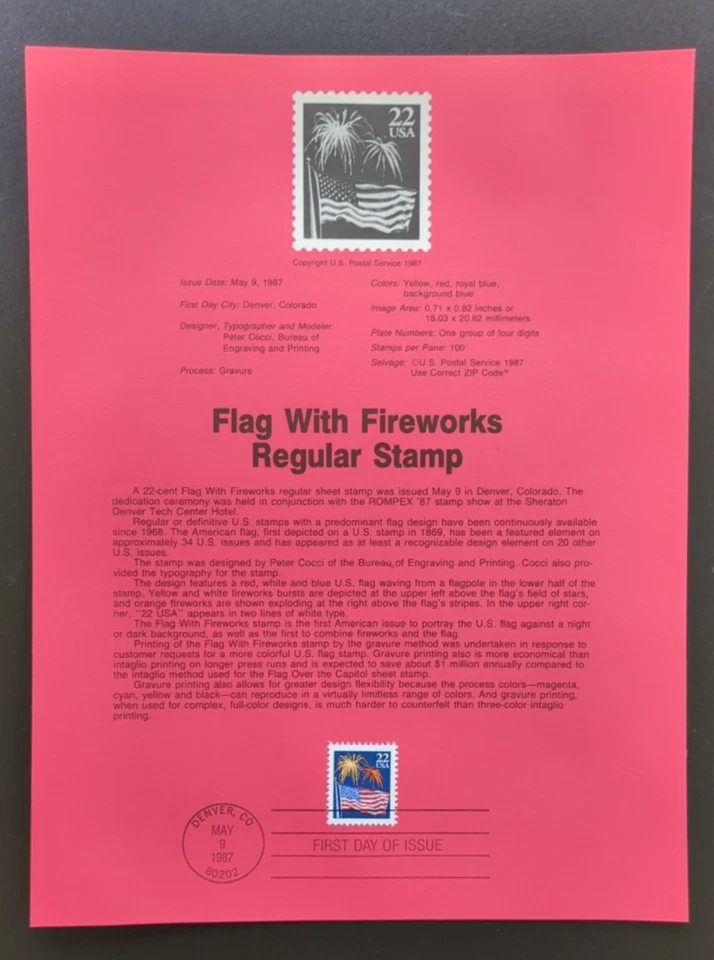 22
USA
Copyright U.S. Postal Service 1987
Issue Date: May 9, 1987
First Day City: Denver, Colorado
Designer, Typographer and Modeler:
Peter Cocci, Bureau of
Engraving and Printing
Process: Gravure
Colors: Yellow, red, royal blue,
background blue
Image Area: 0.71 x 0.82 inches or
18.03 x 20.82 millimeters
Plate Numbers: One group of four digits
Stamps per Pane: 100
Selvage: ©U.S. Postal Service 1987
Use Correct ZIP Code®
Flag With Fireworks
Regular Stamp
A 22-cent Flag With Fireworks regular sheet stamp was issued May 9 in Denver, Colorado. The
dedication ceremony was held in conjunction with the ROMPEX '87 stamp show at the Sheraton
Denver Tech Center Hotel.
Regular or definitive U.S. stamps with a predominant flag design have been continuously available
since 1968. The American flag, first depicted on a U.S. stamp in 1869, has been a featured element on
approximately 34 U.S. issues and has appeared as at least a recognizable design element on 20 other
U.S. issues.
The stamp was designed by Peter Cocci of the Bureau of Engraving and Printing. Cocci also pro-
vided the typography for the stamp.
The design features a red, white and blue U.S. flag waving from a flagpole in the lower half of the
stamp. Yellow and white fireworks bursts are depicted at the upper left above the flag's field of stars,
and orange fireworks are shown exploding at the right above the flag's stripes. In the upper right cor-
ner, "22 USA" appears in two lines of white type.
The Flag With Fireworks stamp is the first American issue to portray the U.S. flag against a night
or dark background, as well as the first to combine fireworks and the flag.
Printing of the Flag With Fireworks stamp by the gravure method was undertaken in response to
customer requests for a more colorful U.S. flag stamp. Gravure printing also is more economical than
intaglio printing on longer press runs and is expected to save about $1 million annually compared to
the intaglio method used for the Flag Over the Capitol sheet stamp.
Gravure printing also allows for greater design flexibility because the process colors—magenta,
cyan, yellow and black—can reproduce in a virtually limitless range of colors. And gravure printing,
when used for complex, full-color designs, is much harder to counterfeit than three-color intaglio
printing.
22
USA
DENVER, CO
MAY
9
1987
80202
FIRST DAY OF ISSUE